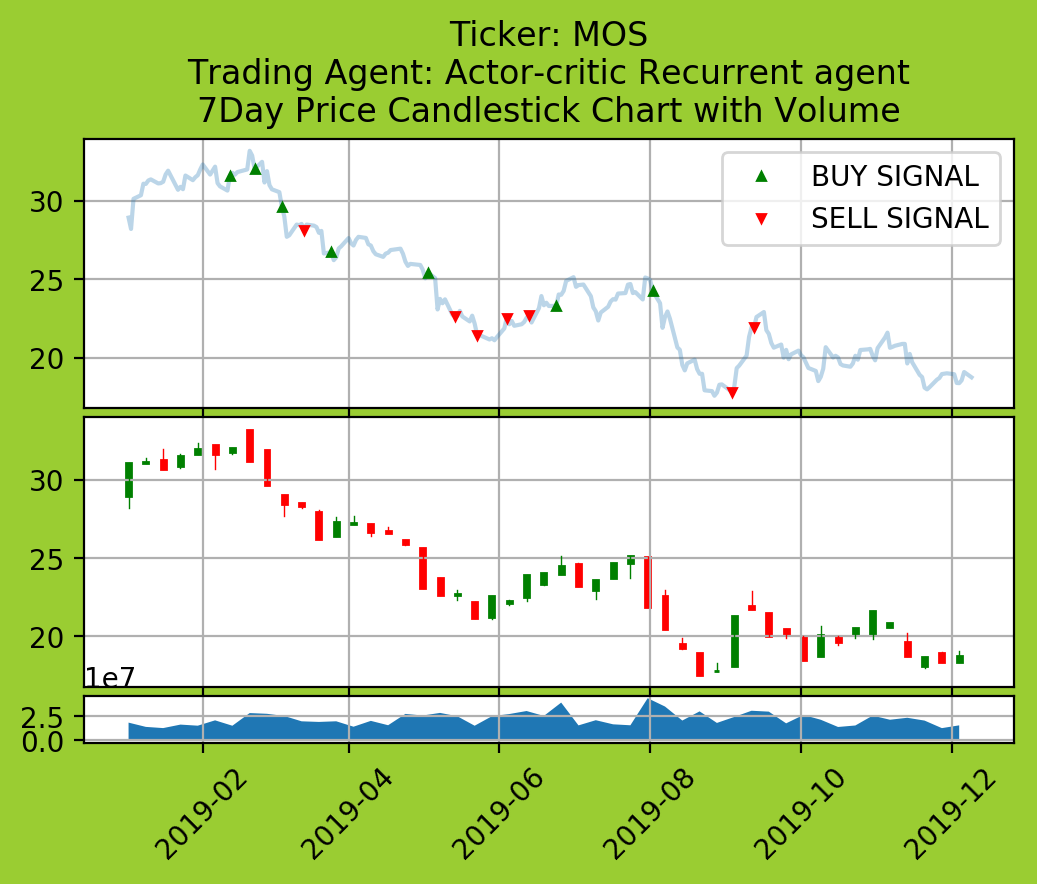 Ticker: MOS
Trading Agent: Actor-critic Recurrent agent
7Day Price Candlestick Chart with Volume
BUY SIGNAL
SELL SIGNAL
30
25
20
30
25
20
1e7
2.5
0.0
2019-02
2019-04
2019-06
2019-08
2019-10
2019-12